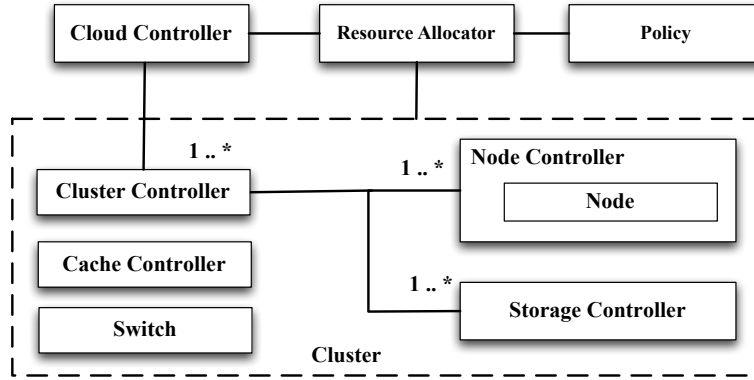 Cloud Controller
Resource Allocator
Policy
1 .. *
Cluster Controller
1 .. *
Node Controller
Node
Cache Controller
1 .. *
Storage Controller
Switch
Cluster